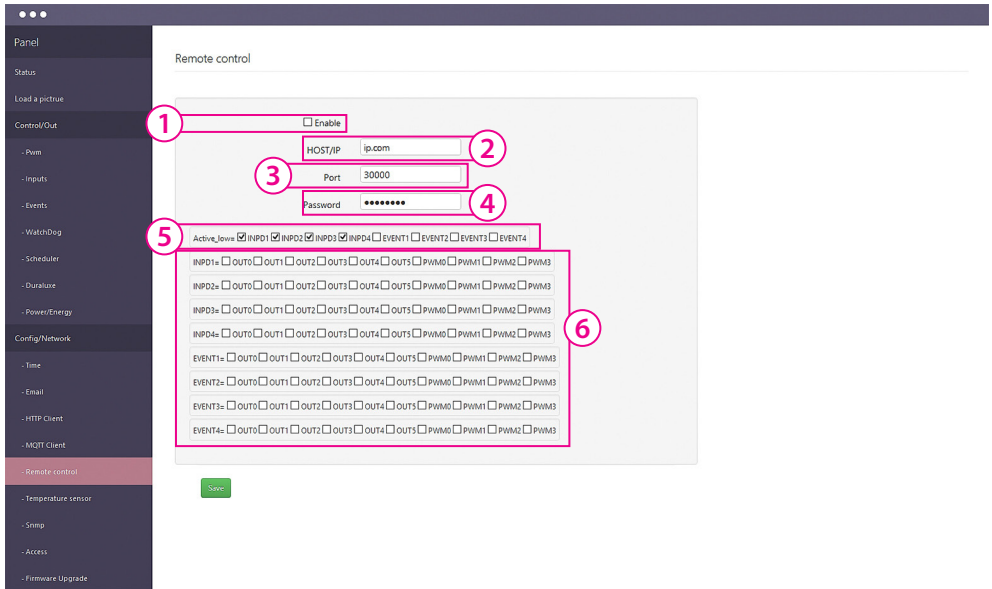 Panel
Status
Load a pictrue
Control/Out
- Pwm
- Inputs
- Events
- WatchDog
- Scheduler
- Duraluxe
- Power/Energy
Config/Network
- Time
- Email
- HTTP Client
- MQTT Client
- Remote control
- Temperature sensor
- Snmp
- Access
- Firmware Upgrade
Remote control
1 Enable
HOST/IP ip.com 2
3 Port 30000
Password •••••••• 4
5 Active_low= INPD1 INPD2 INPD3 INPD4 EVENT1 EVENT2 EVENT3 EVENT4
INPD1= OUT0 OUT1 OUT2 OUT3 OUT4 OUT5 PWM0 PWM1 PWM2 PWM3
INPD2= OUT0 OUT1 OUT2 OUT3 OUT4 OUT5 PWM0 PWM1 PWM2 PWM3
INPD3= OUT0 OUT1 OUT2 OUT3 OUT4 OUT5 PWM0 PWM1 PWM2 PWM3
INPD4= OUT0 OUT1 OUT2 OUT3 OUT4 OUT5 PWM0 PWM1 PWM2 PWM3
6
EVENT1= OUT0 OUT1 OUT2 OUT3 OUT4 OUT5 PWM0 PWM1 PWM2 PWM3
EVENT2= OUT0 OUT1 OUT2 OUT3 OUT4 OUT5 PWM0 PWM1 PWM2 PWM3
EVENT3= OUT0 OUT1 OUT2 OUT3 OUT4 OUT5 PWM0 PWM1 PWM2 PWM3
EVENT4= OUT0 OUT1 OUT2 OUT3 OUT4 OUT5 PWM0 PWM1 PWM2 PWM3
Save